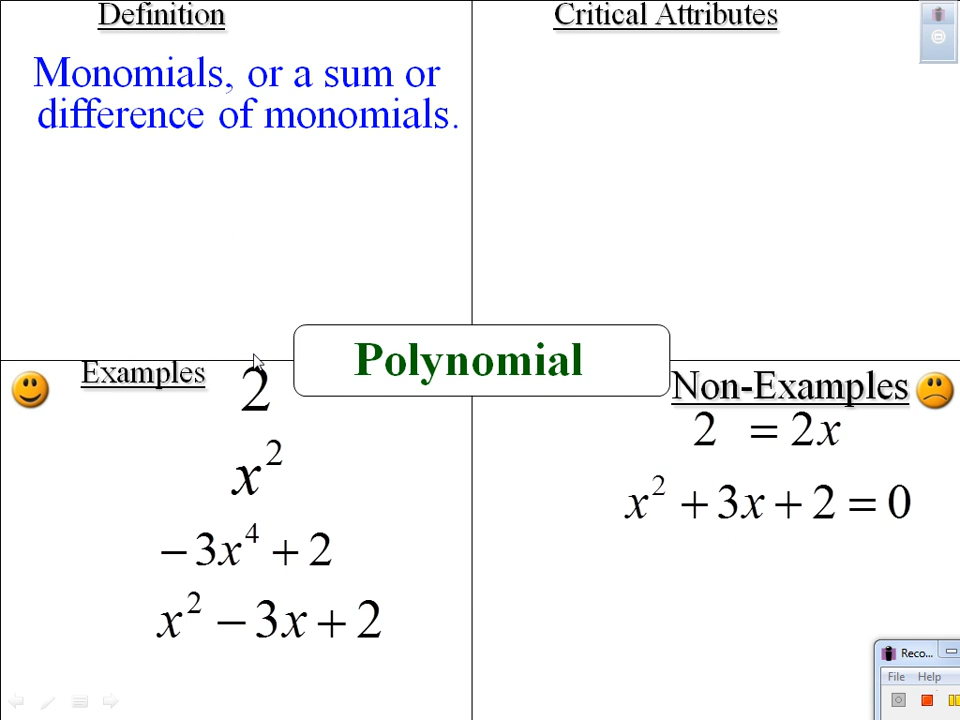 Definition
Critical Attributes
Monomials, or a sum or
difference of monomials.
Polynomial
Examples
2
x²
− 3x⁴ + 2
x² − 3x + 2
Non-Examples
2 = 2x
x² + 3x + 2 = 0
Reco...
File Help